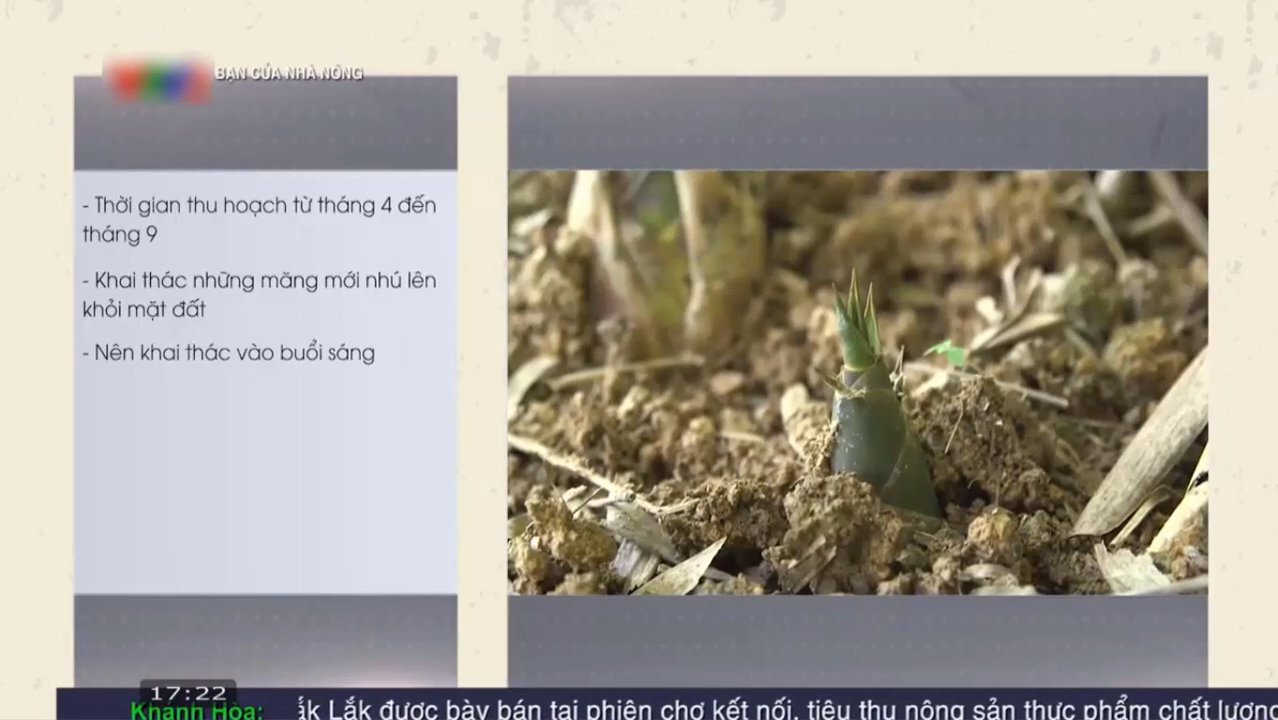 BẠN CỦA NHÀ NÔNG
- Thời gian thu hoạch từ tháng 4 đến
tháng 9
- Khai thác những măng mới nhú lên
khỏi mặt đất
- Nên khai thác vào buổi sáng
17:22
Khánh Hòa: ắk Lắk được bày bán tại phiên chợ kết nối, tiêu thụ nông sản thực phẩm chất lượng